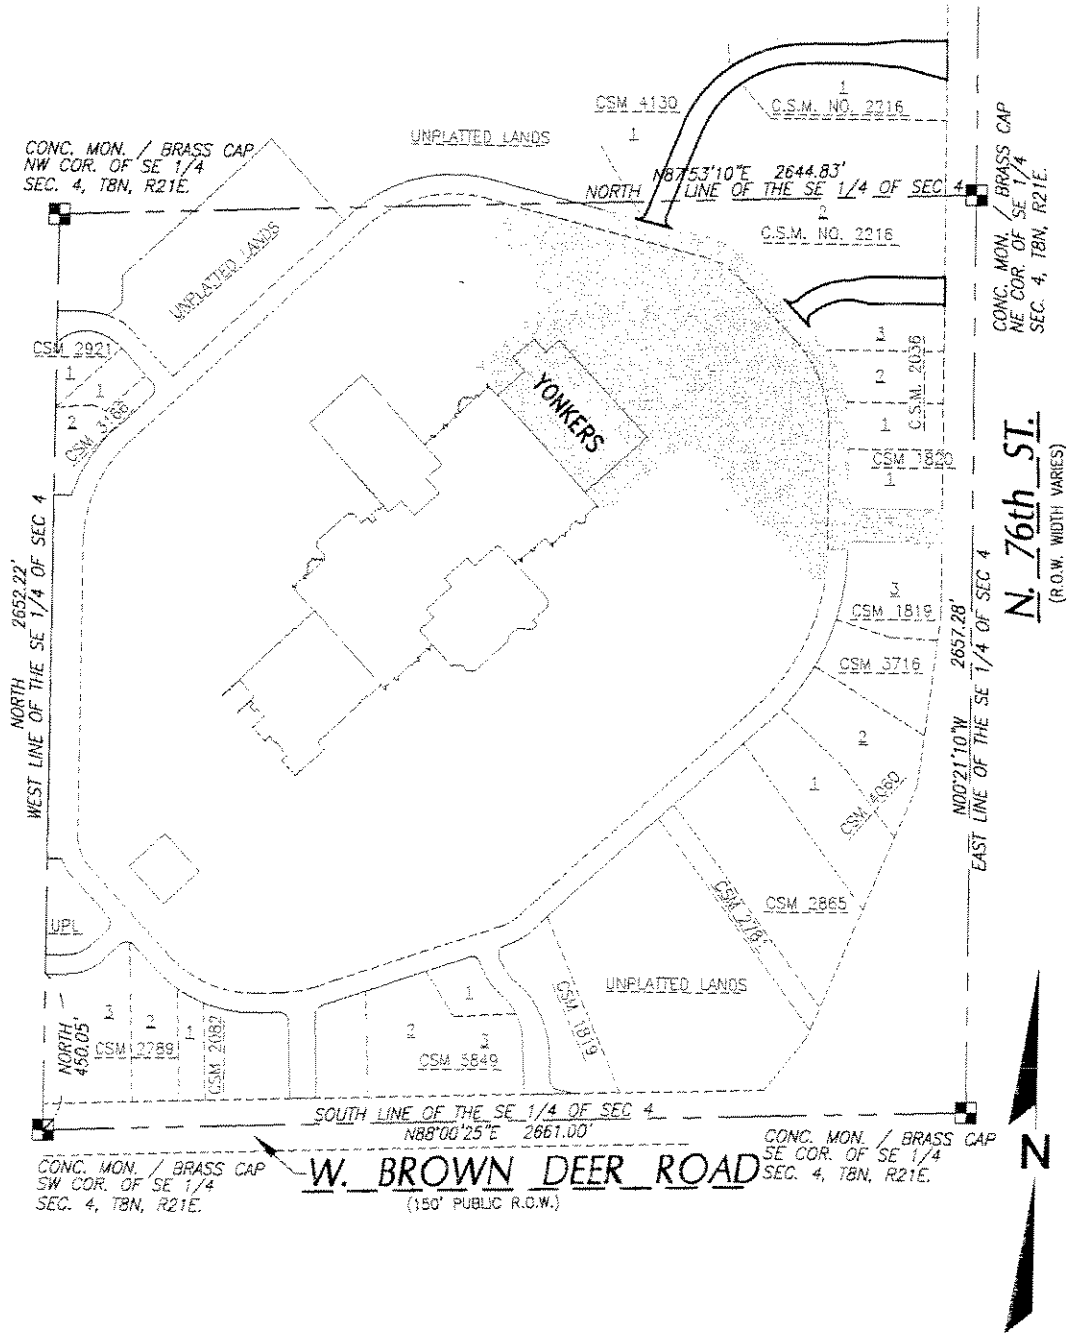 1
C.S.M. NO. 2216
CSM 4130
1
UNPLATTED LANDS
CONC. MON. / BRASS CAP
NW COR. OF SE 1/4
SEC. 4, T8N, R21E.
N87°53'10"E 2644.83'
NORTH LINE OF THE SE 1/4 OF SEC 4
CONC. MON. / BRASS CAP
NE COR. OF SE 1/4
SEC. 4, T8N, R21E.
2
C.S.M. NO. 2216
UNPLATTED LANDS
CSM 2921
1
1
2
CSM 3166
3
2
1
C.S.M. 2036
CSM 1820
1
YONKERS
N. 76th ST.
(R.O.W. WIDTH VARIES)
NORTH 2652.22'
WEST LINE OF THE SE 1/4 OF SEC 4
3
CSM 1819
CSM 3716
N00°21'10"W 2657.28'
EAST LINE OF THE SE 1/4 OF SEC 4
2
1
CSM 4060
CSM 2865
CSM 278
UNPLATTED LANDS
CSM 1819
UPL
NORTH
450.05'
3
2
1
CSM 2789
CSM 2082
1
2
3
CSM 5849
SOUTH LINE OF THE SE 1/4 OF SEC 4
N88°00'25"E 2661.00'
CONC. MON. / BRASS CAP
SW COR. OF SE 1/4
SEC. 4, T8N, R21E.
W. BROWN DEER ROAD
(150' PUBLIC R.O.W.)
CONC. MON. / BRASS CAP
SE COR. OF SE 1/4
SEC. 4, T8N, R21E.
N